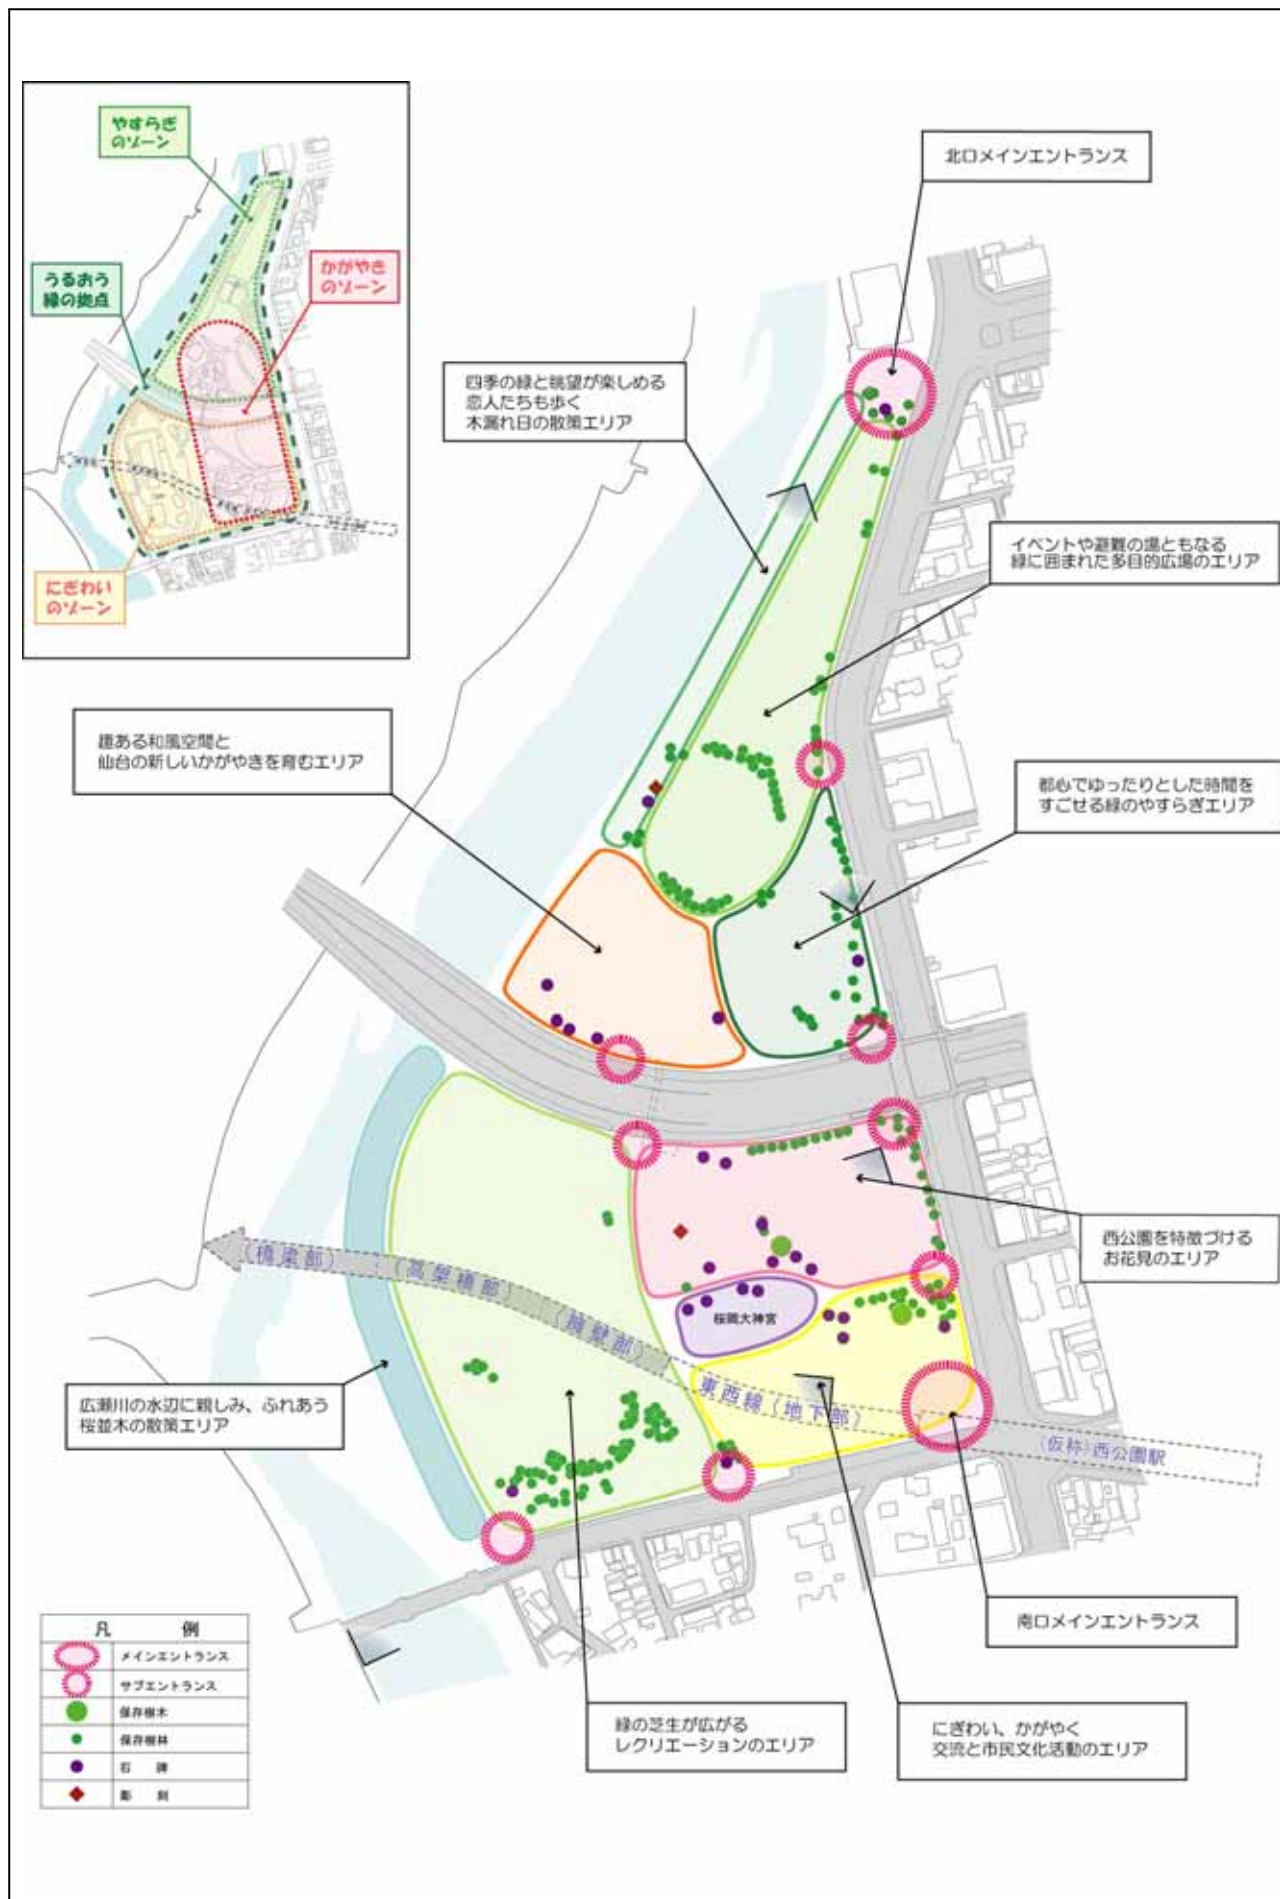 やすらぎ
のゾーン
うるおう
緑の拠点
かがやき
のゾーン
にぎわい
のゾーン
北口メインエントランス
四季の緑と眺望が楽しめる
恋人たちも歩く
木漏れ日の散策エリア
イベントや避難の場ともなる
緑に囲まれた多目的広場のエリア
趣ある和風空間と
仙台の新しいかがやきを育むエリア
都心でゆったりとした時間を
すごせる緑のやすらぎエリア
西公園を特徴づける
お花見のエリア
(橋梁部)
(高架橋部)
(擁壁部)
桜岡大神宮
東西線(地下部)
(仮称)西公園駅
広瀬川の水辺に親しみ、ふれあう
桜並木の散策エリア
南口メインエントランス
緑の芝生が広がる
レクリエーションのエリア
にぎわい、かがやく
交流と市民文化活動のエリア
凡 例
メインエントランス
サブエントランス
保存樹木
保存樹林
石 碑
彫 刻